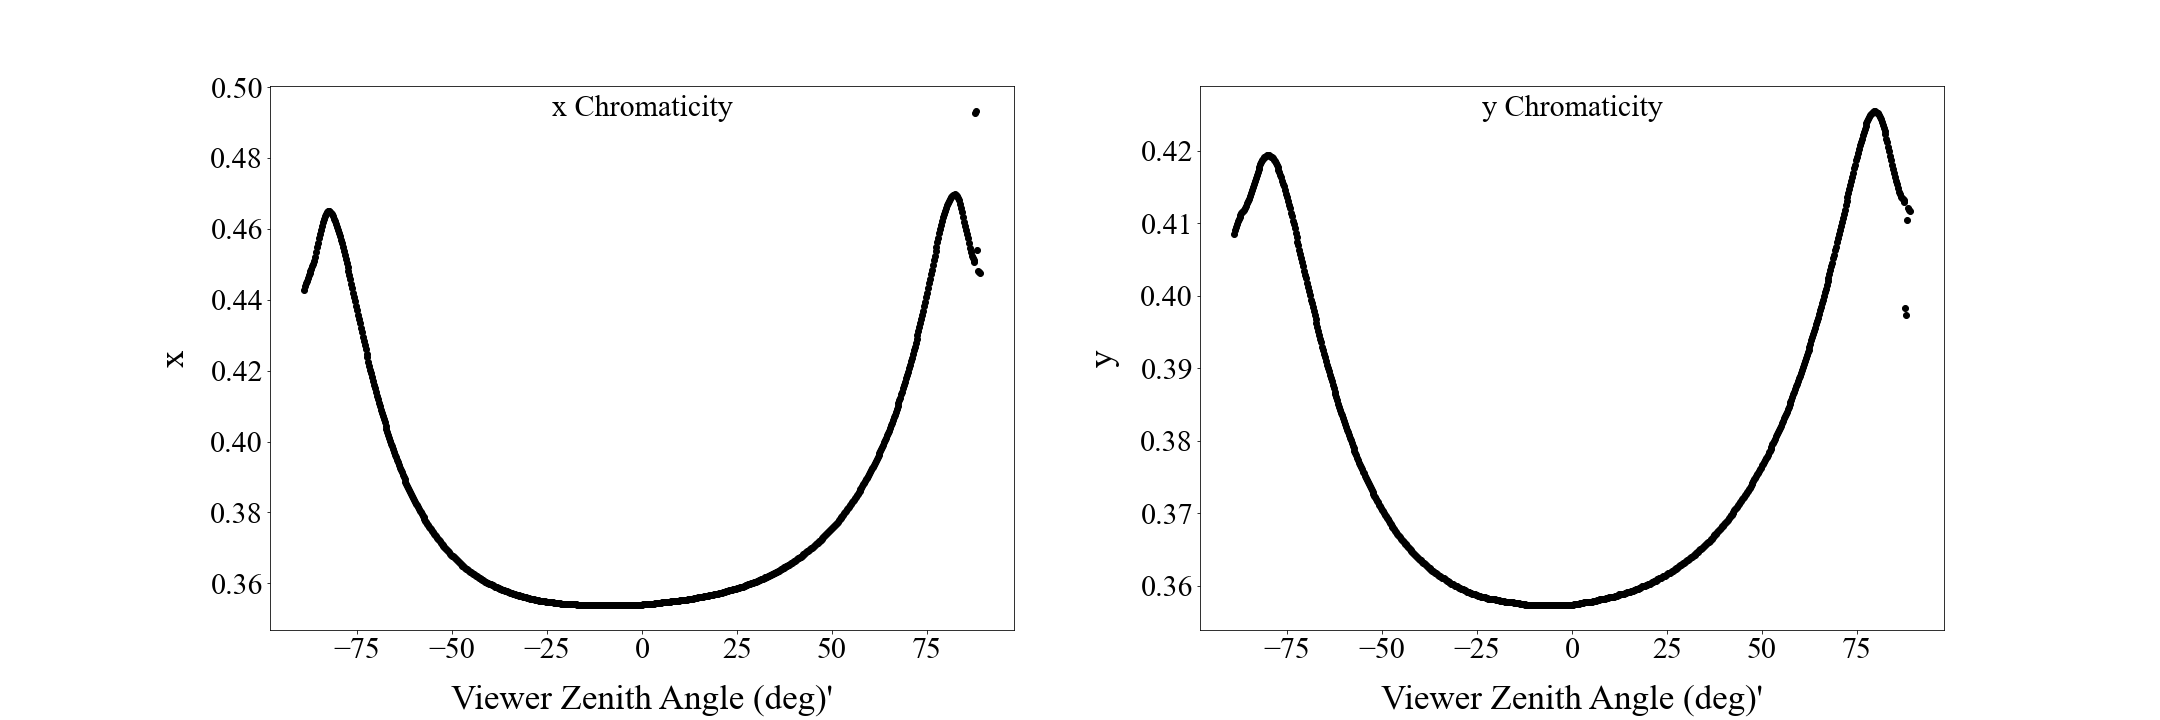 x Chromaticity
0.50
0.48
0.46
0.44
0.42
0.40
0.38
0.36
x
−75 −50 −25 0 25 50 75
Viewer Zenith Angle (deg)'
y Chromaticity
0.42
0.41
0.40
0.39
0.38
0.37
0.36
y
−75 −50 −25 0 25 50 75
Viewer Zenith Angle (deg)'